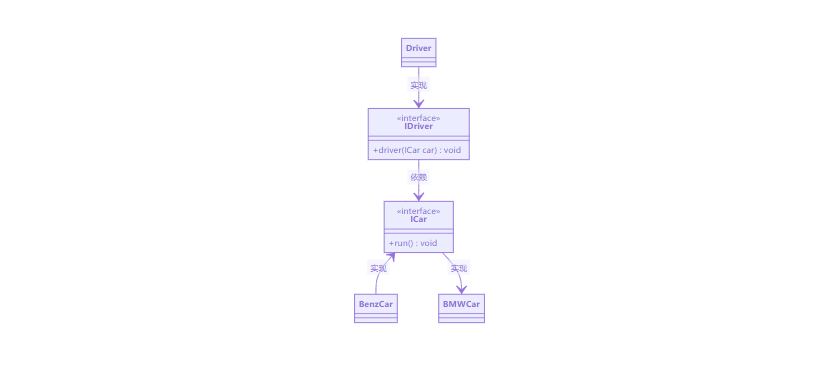 Driver
实现
«interface»
IDriver
+driver(ICar car) : void
依赖
«interface»
ICar
+run() : void
实现
实现
BenzCar
BMWCar